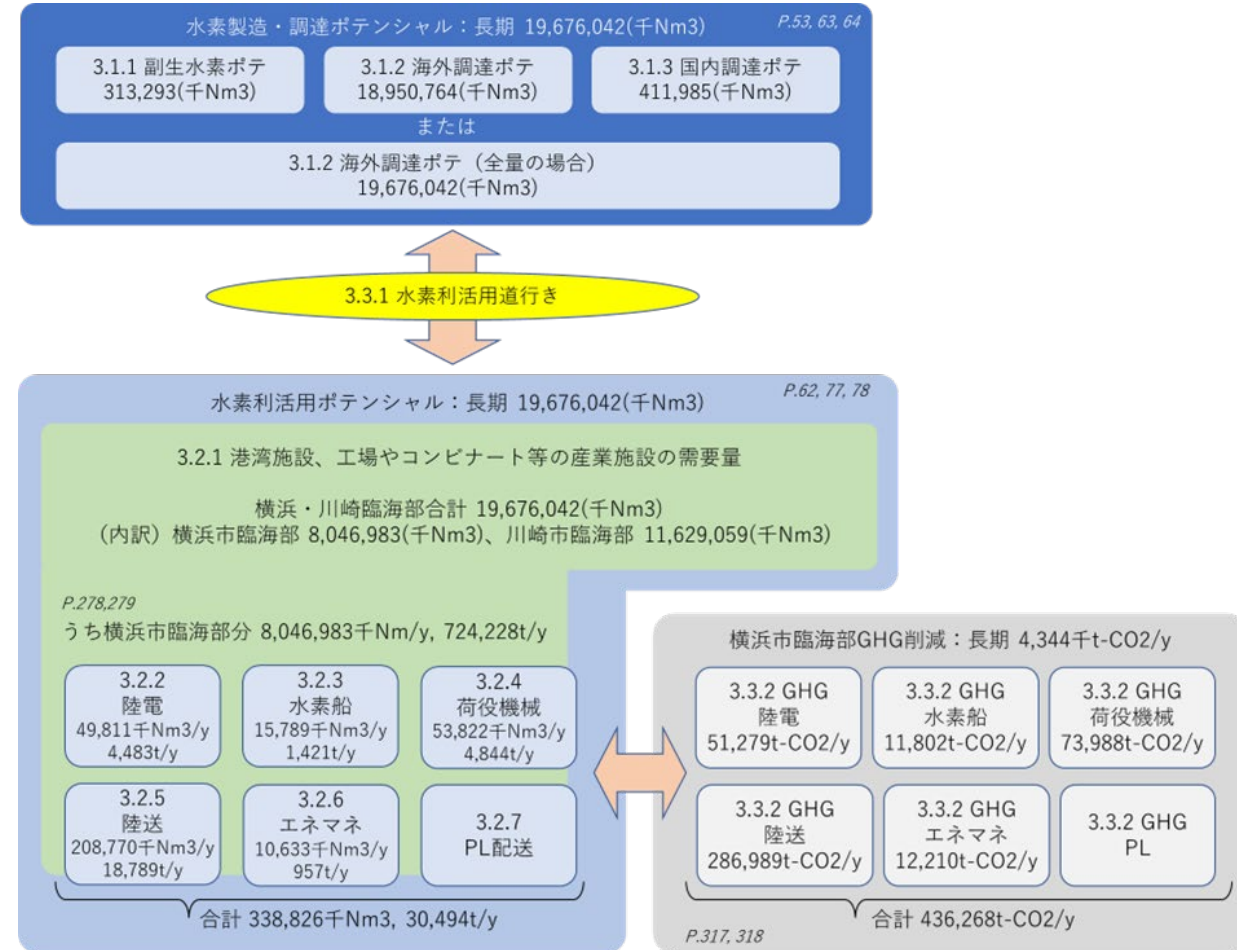 水素製造・調達ポテンシャル：長期 19,676,042(千Nm3)
P.53, 63, 64
3.1.1 副生水素ポテ
313,293(千Nm3)
3.1.2 海外調達ポテ
18,950,764(千Nm3)
3.1.3 国内調達ポテ
411,985(千Nm3)
または
3.1.2 海外調達ポテ（全量の場合）
19,676,042(千Nm3)
3.3.1 水素利活用道行き
水素利活用ポテンシャル：長期 19,676,042(千Nm3)
P.62, 77, 78
3.2.1 港湾施設、工場やコンビナート等の産業施設の需要量
横浜・川崎臨海部合計 19,676,042(千Nm3)
（内訳）横浜市臨海部 8,046,983(千Nm3)、川崎市臨海部 11,629,059(千Nm3)
P.278,279
うち横浜市臨海部分 8,046,983千Nm/y, 724,228t/y
3.2.2
陸電
49,811千Nm3/y
4,483t/y
3.2.3
水素船
15,789千Nm3/y
1,421t/y
3.2.4
荷役機械
53,822千Nm3/y
4,844t/y
3.2.5
陸送
208,770千Nm3/y
18,789t/y
3.2.6
エネマネ
10,633千Nm3/y
957t/y
3.2.7
PL配送
合計 338,826千Nm3, 30,494t/y
横浜市臨海部GHG削減：長期 4,344千t-CO2/y
3.3.2 GHG
陸電
51,279t-CO2/y
3.3.2 GHG
水素船
11,802t-CO2/y
3.3.2 GHG
荷役機械
73,988t-CO2/y
3.3.2 GHG
陸送
286,989t-CO2/y
3.3.2 GHG
エネマネ
12,210t-CO2/y
3.3.2 GHG
PL
合計 436,268t-CO2/y
P.317, 318